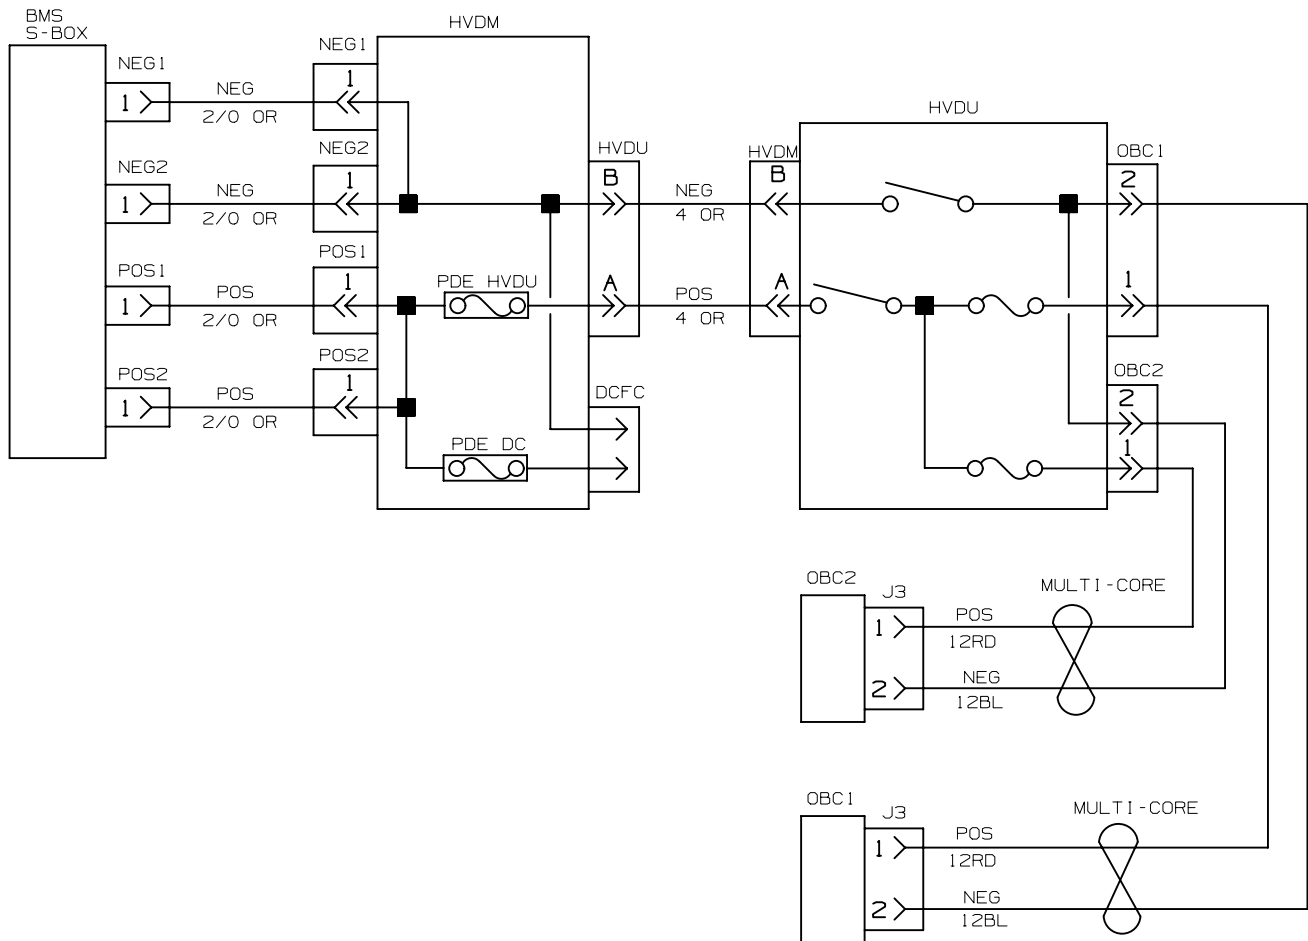 BMS
S-BOX
HVDM
NEG1
NEG1
1
1
NEG
2/0 OR
NEG2
NEG2
1
1
NEG
2/0 OR
POS1
POS1
1
1
POS
2/0 OR
POS2
POS2
1
1
POS
2/0 OR
PDE HVDU
PDE DC
HVDU
B
A
DCFC
NEG
4 OR
POS
4 OR
HVDM
B
A
HVDU
OBC1
2
1
OBC2
2
1
OBC2
J3
1
2
POS
12RD
NEG
12BL
MULTI-CORE
OBC1
J3
1
2
POS
12RD
NEG
12BL
MULTI-CORE